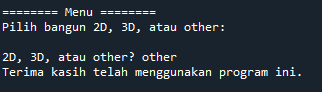 ======== Menu ========
Pilih bangun 2D, 3D, atau other:
2D, 3D, atau other? other
Terima kasih telah menggunakan program ini.